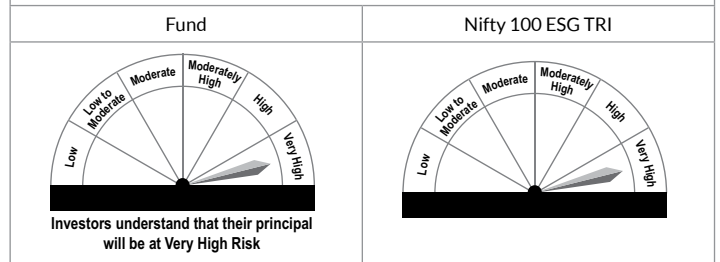 Fund
Nifty 100 ESG TRI
Low
Low to
Moderate
Moderate
Moderately
High
High
Very High
Investors understand that their principal
will be at Very High Risk
Low
Low to
Moderate
Moderate
Moderately
High
High
Very High